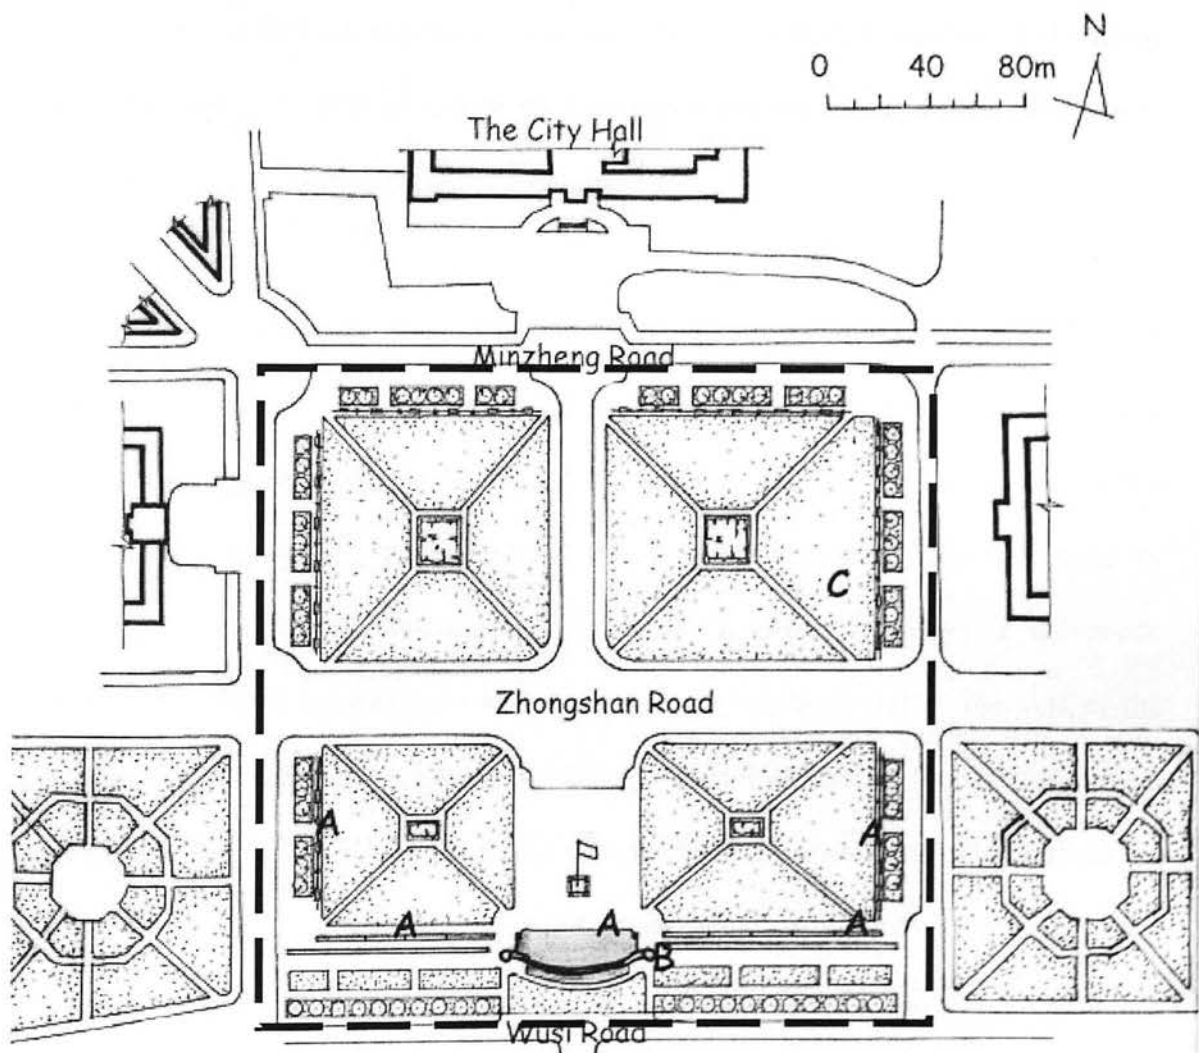 N
0 40 80m
The City Hall
Minzheng Road
C
Zhongshan Road
A A
A A A
B
Wusi Road